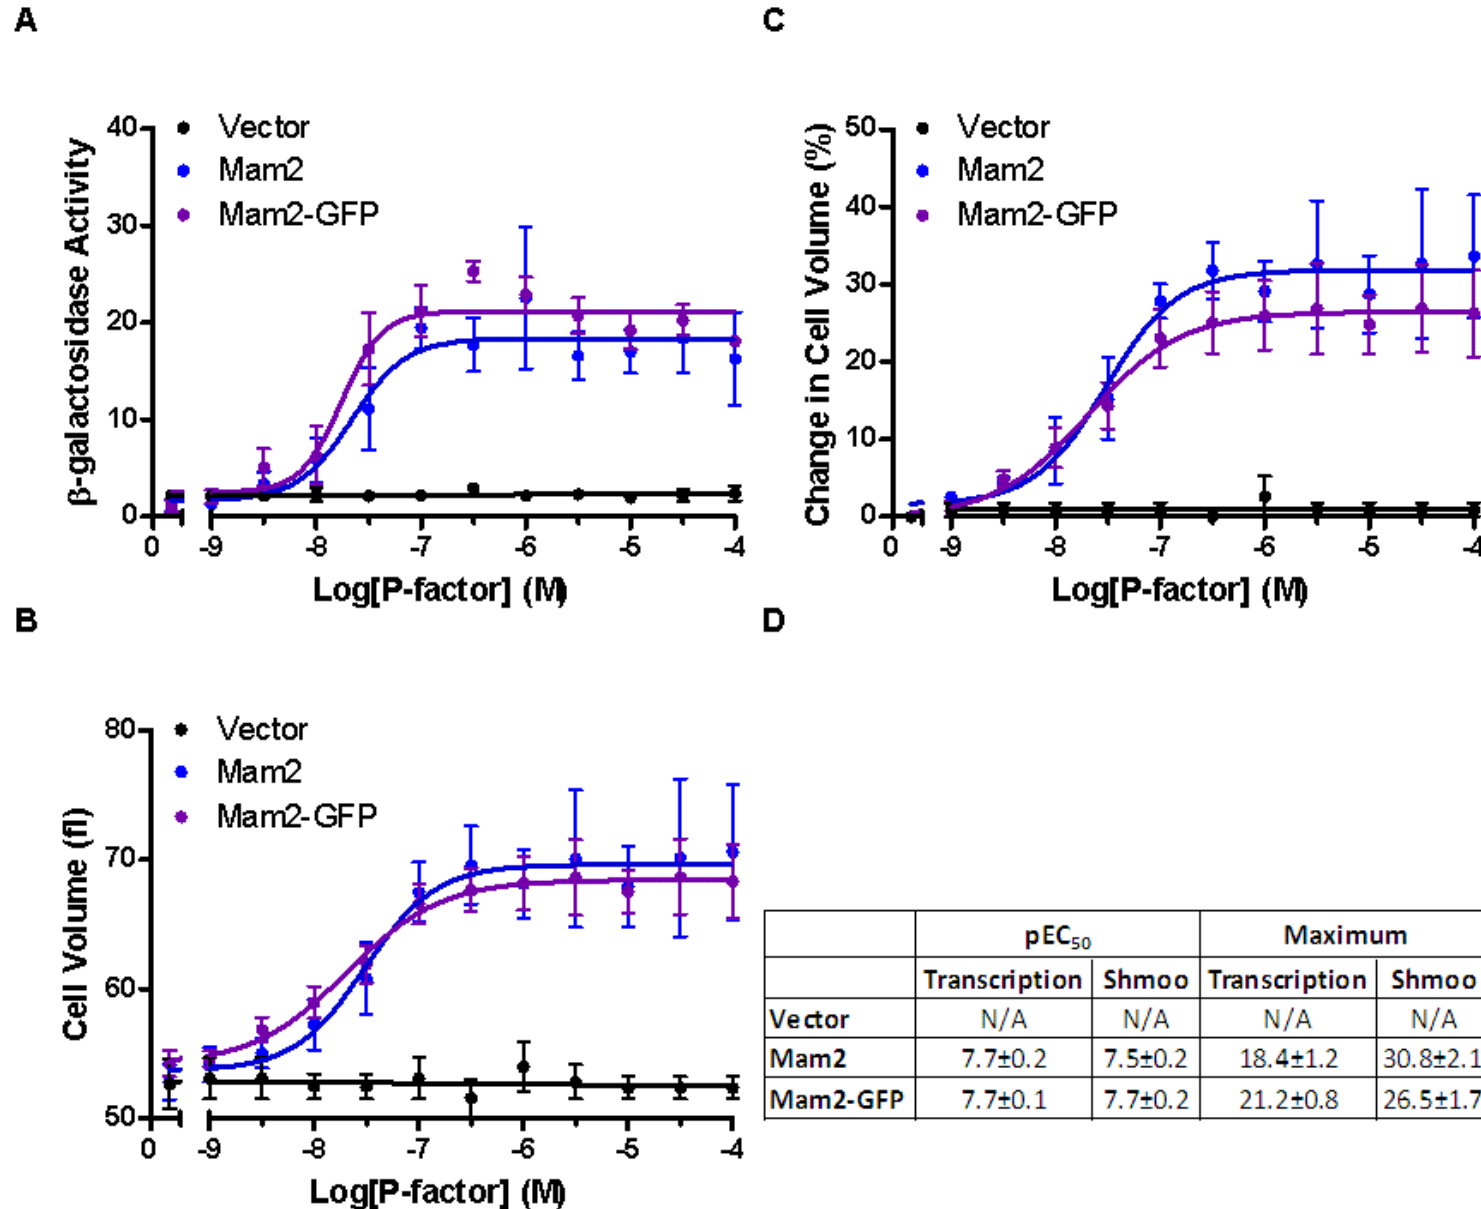 A
β-galactosidase Activity
40
30
20
10
0
Vector
Mam2
Mam2-GFP
0 -9 -8 -7 -6 -5 -4
Log[P-factor] (M)
C
Change in Cell Volume (%)
50
40
30
20
10
0
Vector
Mam2
Mam2-GFP
0 -9 -8 -7 -6 -5 -4
Log[P-factor] (M)
B
Cell Volume (fl)
80
70
60
50
Vector
Mam2
Mam2-GFP
0 -9 -8 -7 -6 -5 -4
Log[P-factor] (M)
D
pEC₅₀ Maximum
Transcription Shmoo Transcription Shmoo
Vector N/A N/A N/A N/A
Mam2 7.7±0.2 7.5±0.2 18.4±1.2 30.8±2.1
Mam2-GFP 7.7±0.1 7.7±0.2 21.2±0.8 26.5±1.7